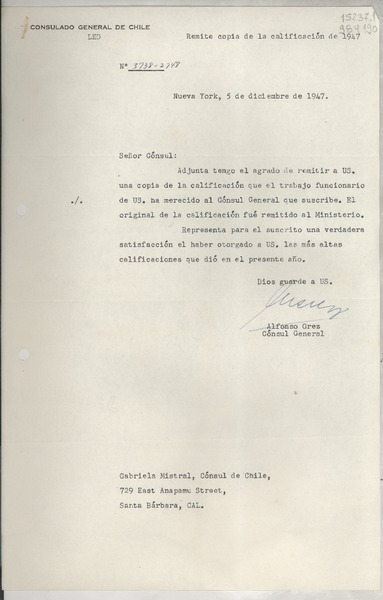 CONSULADO GENERAL DE CHILE
LED
Remite copia de la calificación de 1947
Nº 3738-2748
Nueva York, 5 de diciembre de 1947.
Señor Cónsul:
Adjunta tengo el agrado de remitir a US.
una copia de la calificación que el trabajo funcionario
./. de US. ha merecido al Cónsul General que suscribe. El
original de la calificación fué remitido al Ministerio.
Representa para el suscrito una verdadera
satisfacción el haber otorgado a US. las más altas
calificaciones que dió en el presente año.
Dios guarde a US.
Alfonso Grez
Cónsul General
Gabriela Mistral, Cónsul de Chile,
729 East Anapamu Street,
Santa Bárbara, CAL.